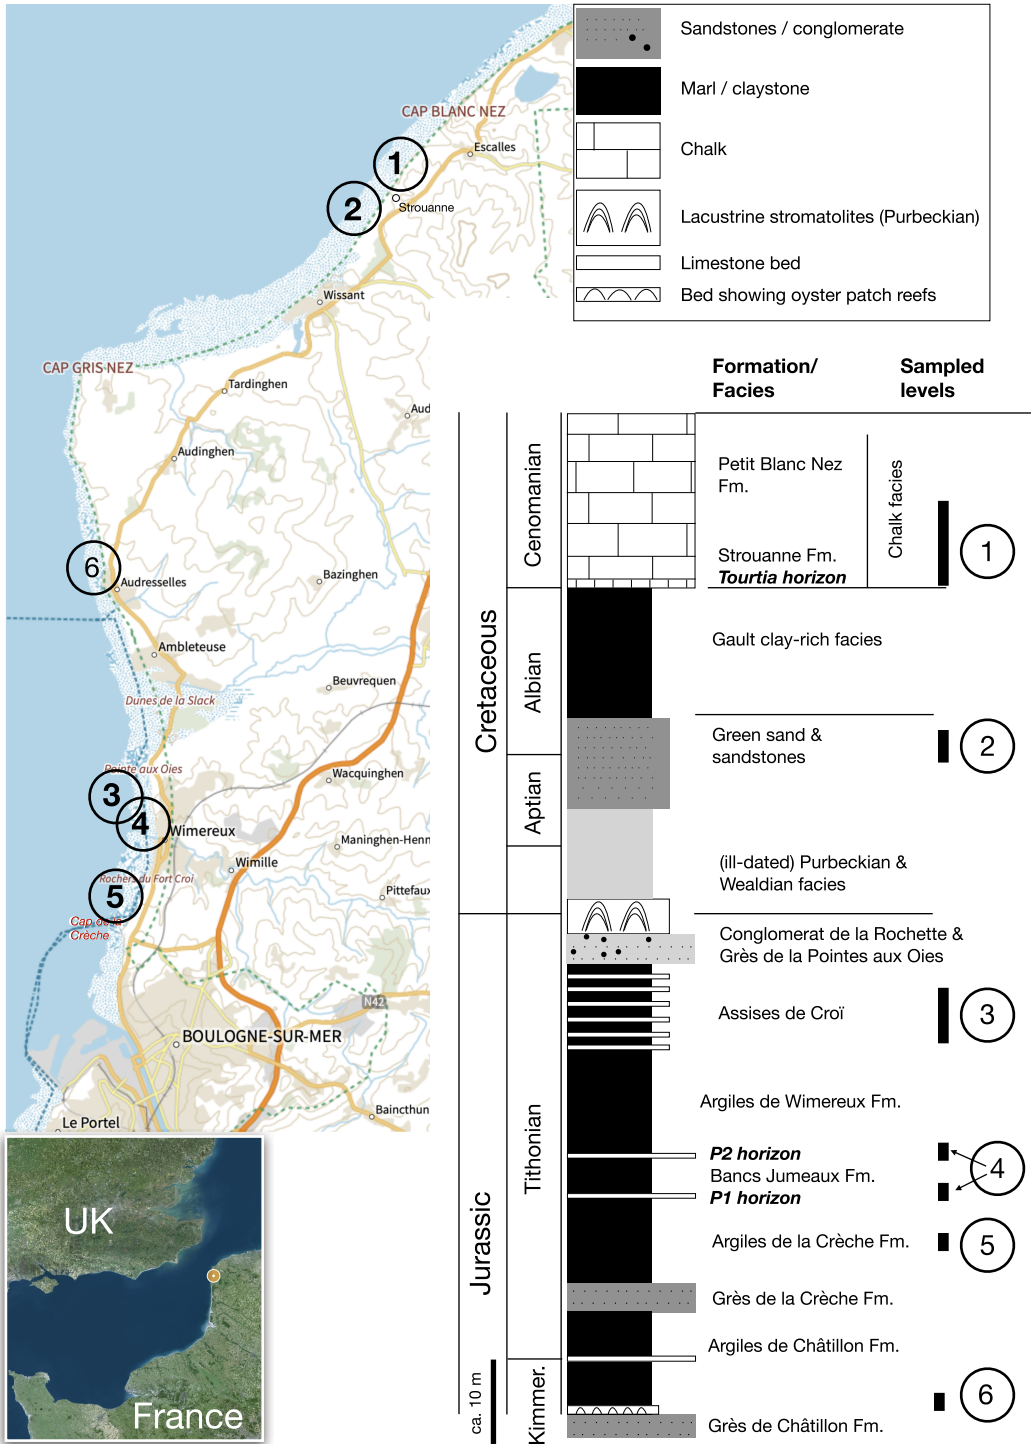 Sandstones / conglomerate
Marl / claystone
Chalk
Lacustrine stromatolites (Purbeckian)
Limestone bed
Bed showing oyster patch reefs
CAP BLANC NEZ
Escalles
1
2
Strouanne
Wissant
CAP GRIS NEZ
Tardinghen
Aud
Audinghen
6
Audresselles
Bazinghen
Ambleteuse
Beuvrequen
Dunes de la Slack
Pointe aux Oies
Wacquinghen
3
4
Wimereux
Maninghen-Henn
Wimille
Rochers du Fort Croi
5
Pittefaux
Cap de la
Crèche
N42
BOULOGNE-SUR-MER
Baincthun
Le Portel
UK
France
Formation/
Facies
Sampled
levels
Cretaceous
Jurassic
Cenomanian
Albian
Aptian
Tithonian
Kimmer.
ca. 10 m
Petit Blanc Nez
Fm.
Chalk facies
Strouanne Fm.
Tourtia horizon
1
Gault clay-rich facies
Green sand &
sandstones
2
(ill-dated) Purbeckian &
Wealdian facies
Conglomerat de la Rochette &
Grès de la Pointes aux Oies
Assises de Croï
3
Argiles de Wimereux Fm.
P2 horizon
Bancs Jumeaux Fm.
P1 horizon
4
Argiles de la Crèche Fm.
5
Grès de la Crèche Fm.
Argiles de Châtillon Fm.
6
Grès de Châtillon Fm.